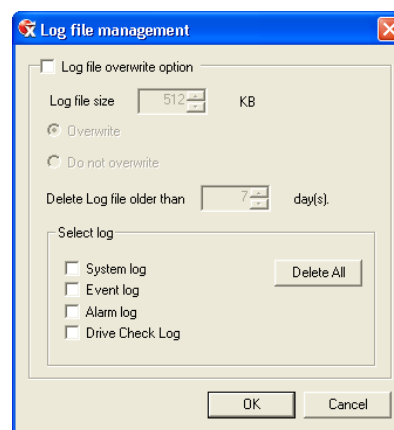 Log file management
Log file overwrite option
Log file size 512 KB
Overwrite
Do not overwrite
Delete Log file older than 7 day(s).
Select log
System log Delete All
Event log
Alarm log
Drive Check Log
OK Cancel